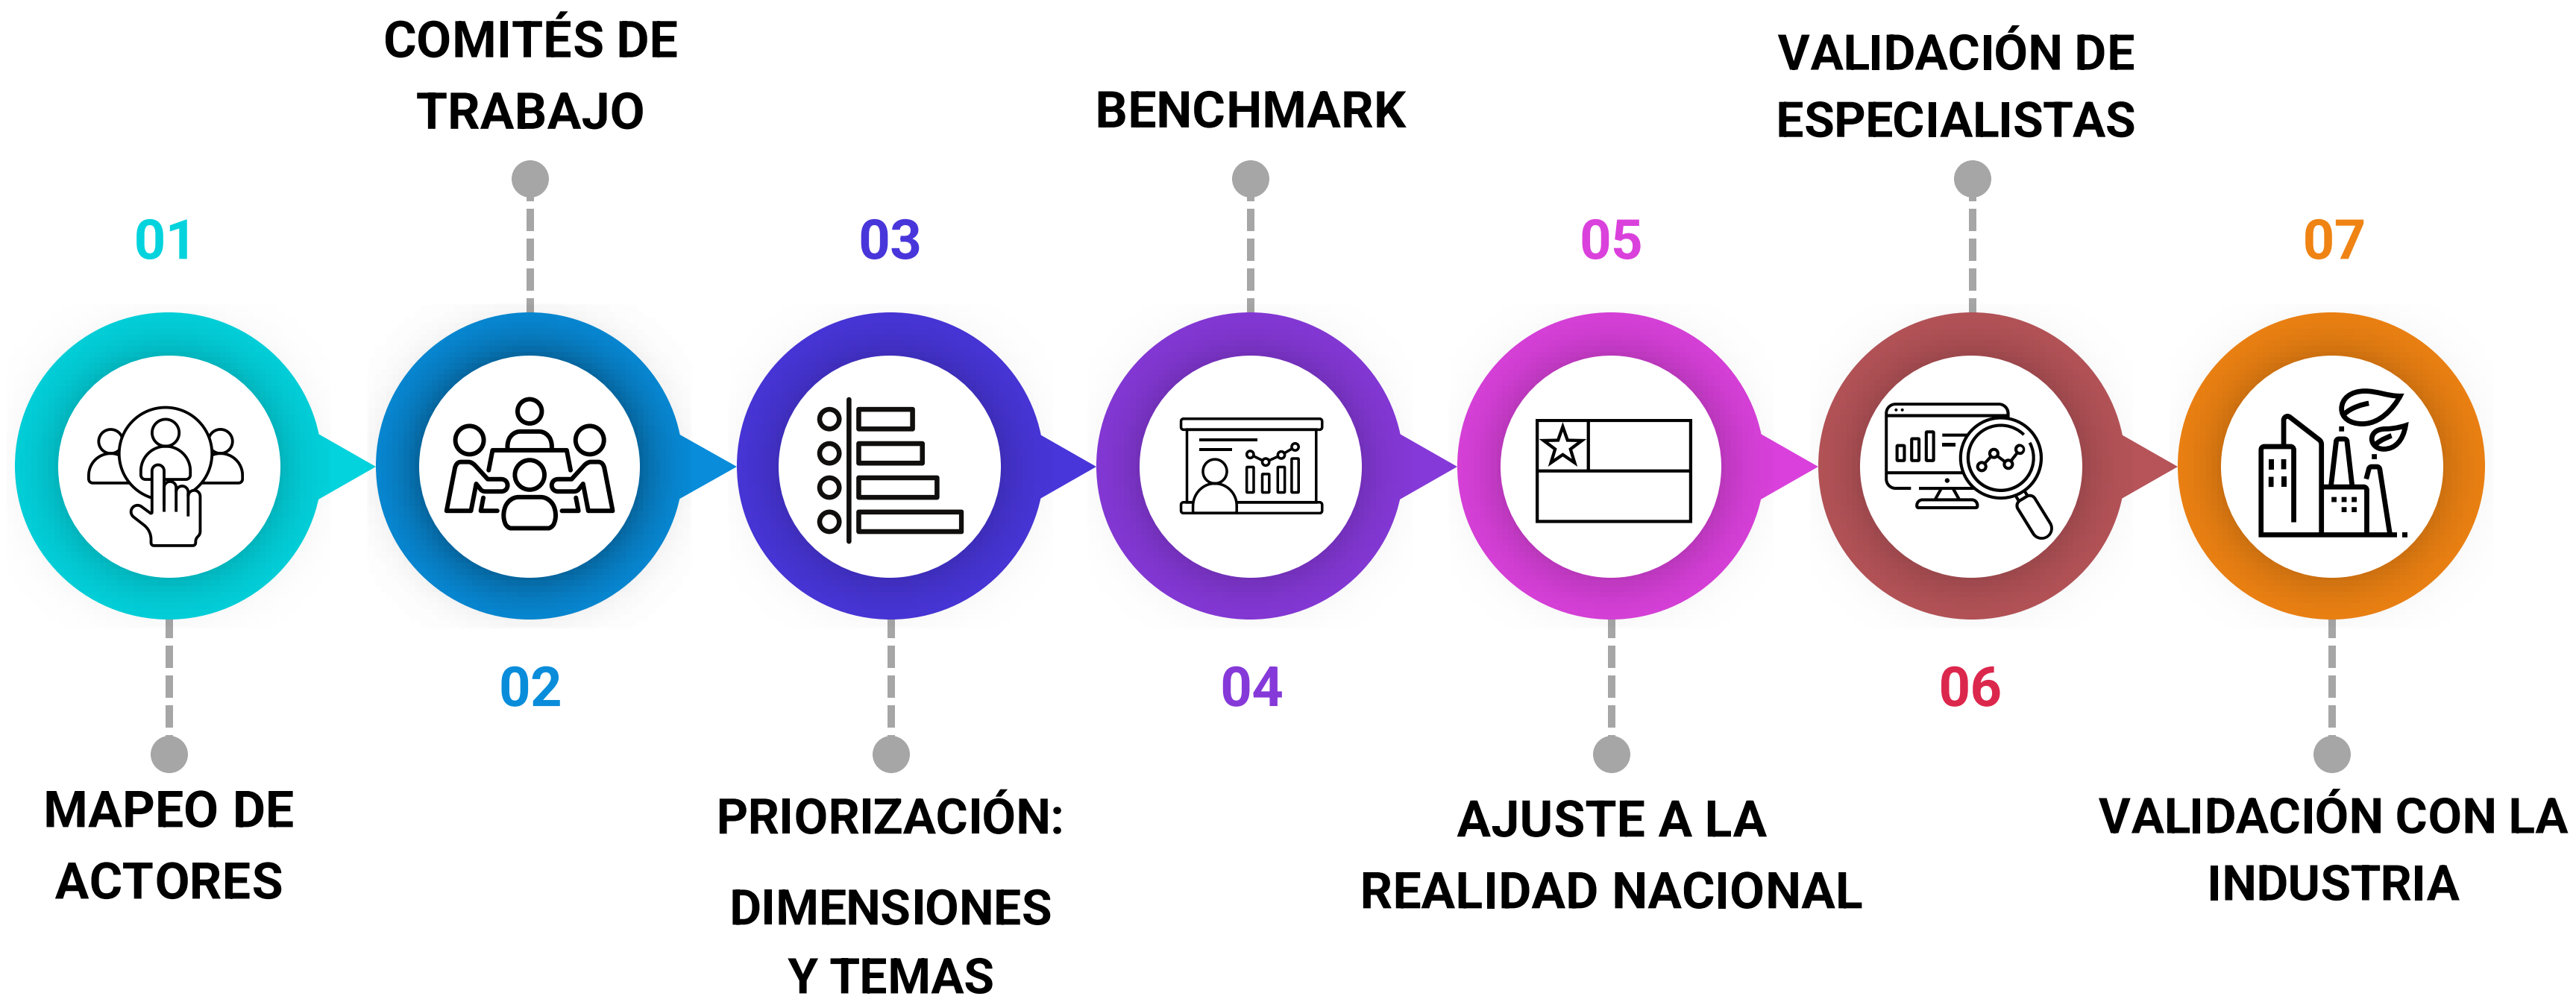 01
MAPEO DE
ACTORES
COMITÉS DE
TRABAJO
02
03
PRIORIZACIÓN:
DIMENSIONES
Y TEMAS
BENCHMARK
04
05
AJUSTE A LA
REALIDAD NACIONAL
VALIDACIÓN DE
ESPECIALISTAS
06
07
VALIDACIÓN CON LA
INDUSTRIA